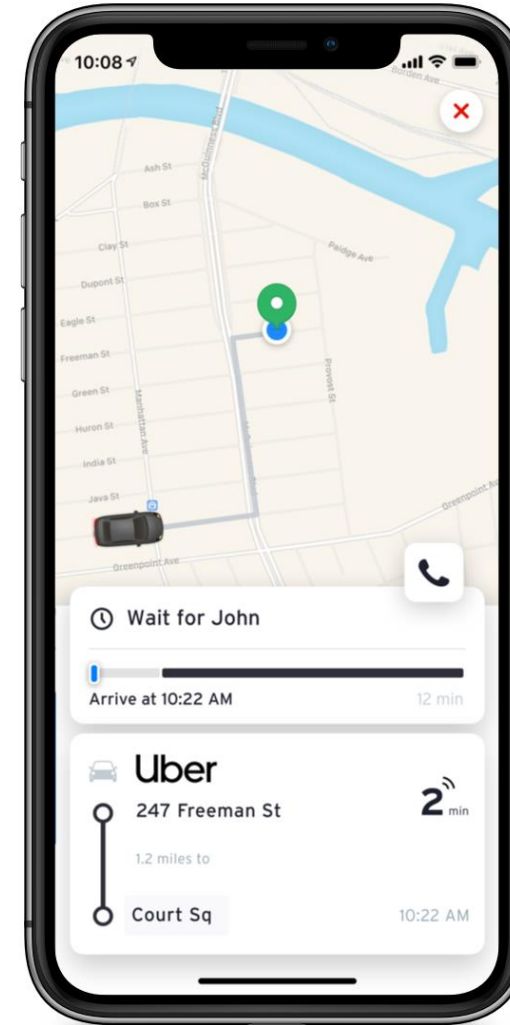 10:08
Borden Ave
McGuinness Blvd
Ash St
Box St
Paidge Ave
Clay St
Dupont St
Eagle St
Freeman St
Provost St
Green St
Manhattan Ave
Huron St
India St
Java St
Greenpoint Av
Greenpoint Ave
Wait for John
Arrive at 10:22 AM
12 min
Uber
247 Freeman St
2 min
1.2 miles to
Court Sq
10:22 AM